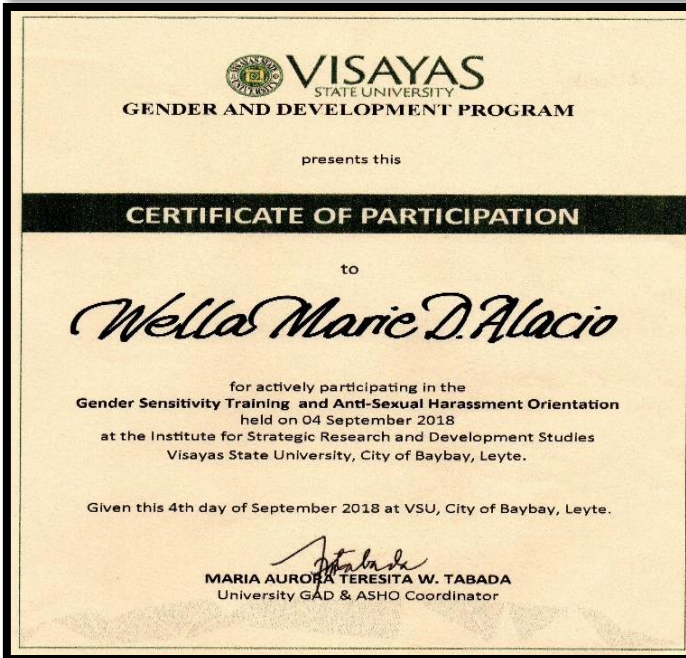 VISAYAS
STATE UNIVERSITY
GENDER AND DEVELOPMENT PROGRAM
presents this
CERTIFICATE OF PARTICIPATION
to
Wella Marie D. Alacio
for actively participating in the
Gender Sensitivity Training and Anti-Sexual Harassment Orientation
held on 04 September 2018
at the Institute for Strategic Research and Development Studies
Visayas State University, City of Baybay, Leyte.
Given this 4th day of September 2018 at VSU, City of Baybay, Leyte.
MARIA AURORA TERESITA W. TABADA
University GAD & ASHO Coordinator